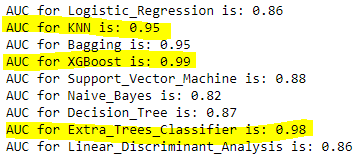 AUC for Logistic_Regression is: 0.86
AUC for KNN is: 0.95
AUC for Bagging is: 0.95
AUC for XGBoost is: 0.99
AUC for Support_Vector_Machine is: 0.88
AUC for Naive_Bayes is: 0.82
AUC for Decision_Tree is: 0.87
AUC for Extra_Trees_Classifier is: 0.98
AUC for Linear_Discriminant_Analysis is: 0.86